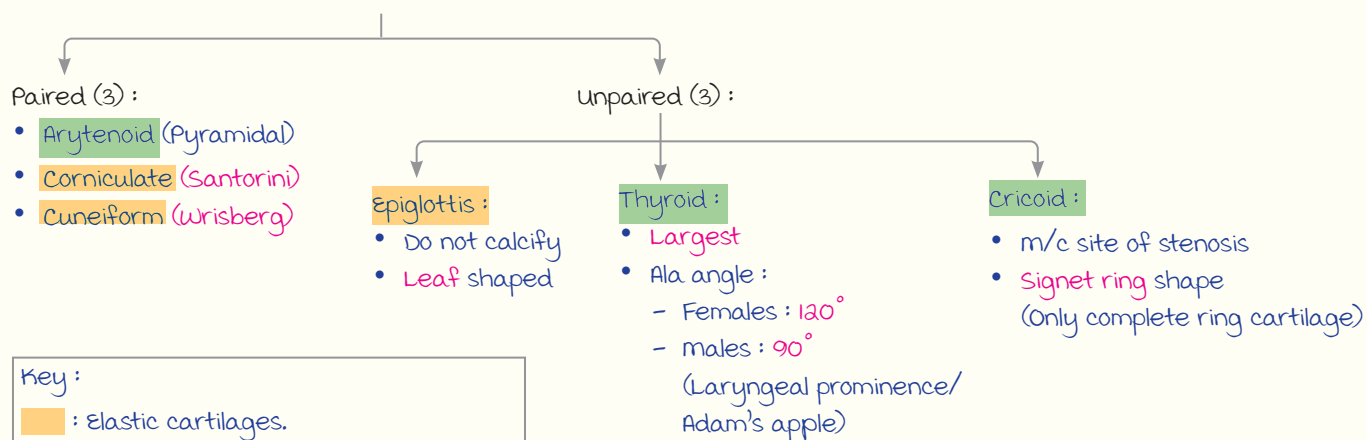 Paired (3) :
• Arytenoid (Pyramidal)
• Corniculate (Santorini)
• Cuneiform (Wrisberg)
Unpaired (3) :
Epiglottis :
• Do not calcify
• Leaf shaped
Thyroid :
• Largest
• Ala angle :
– Females : 120°
– Males : 90°
(Laryngeal prominence/
Adam's apple)
Cricoid :
• m/c site of stenosis
• Signet ring shape
(Only complete ring cartilage)
Key :
: Elastic cartilages.